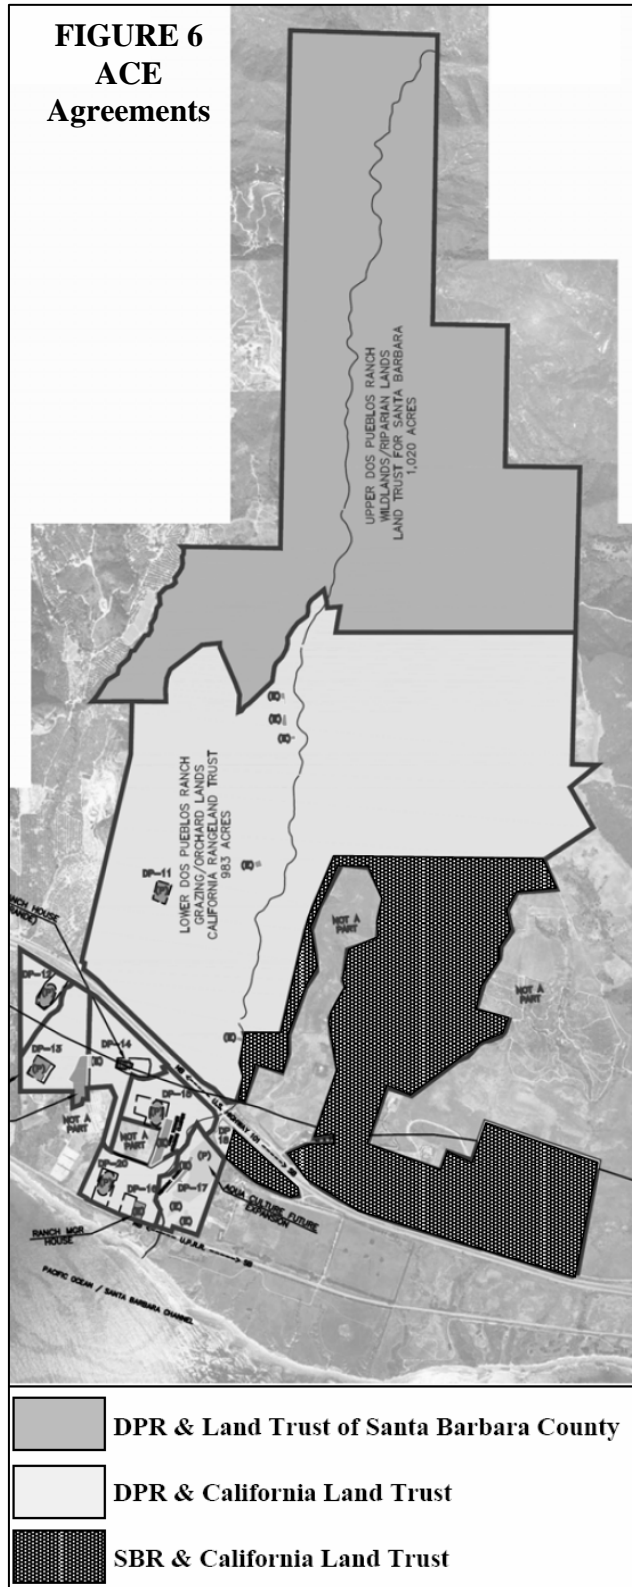 FIGURE 6
ACE
Agreements
UPPER DOS PUEBLOS RANCH
WILDLANDS/RIPARIAN LANDS
LAND TRUST FOR SANTA BARBARA
1,020 ACRES
LOWER DOS PUEBLOS RANCH
GRAZING/ORCHARD LANDS
CALIFORNIA RANGELAND TRUST
983 ACRES
(E)
(E)
(E)
(E)
DP-11
NOT A
PART
NOT A
PART
DP-12
DP-13
(P)
(E)
DP-14
(E)
NOT A
PART
DP-15
(P)
NOT A
PART
(E)
(E)
DP
18
U.S. HIGHWAY 101
SB
DP-20
DP-16
DP-17
(P)
(E)
(E)
AQUA CULTURE FUTURE
EXPANSION
RANCH MGR
HOUSE
U.P.R.R.
SB
PACIFIC OCEAN / SANTA BARBARA CHANNEL
DPR & Land Trust of Santa Barbara County
DPR & California Land Trust
SBR & California Land Trust